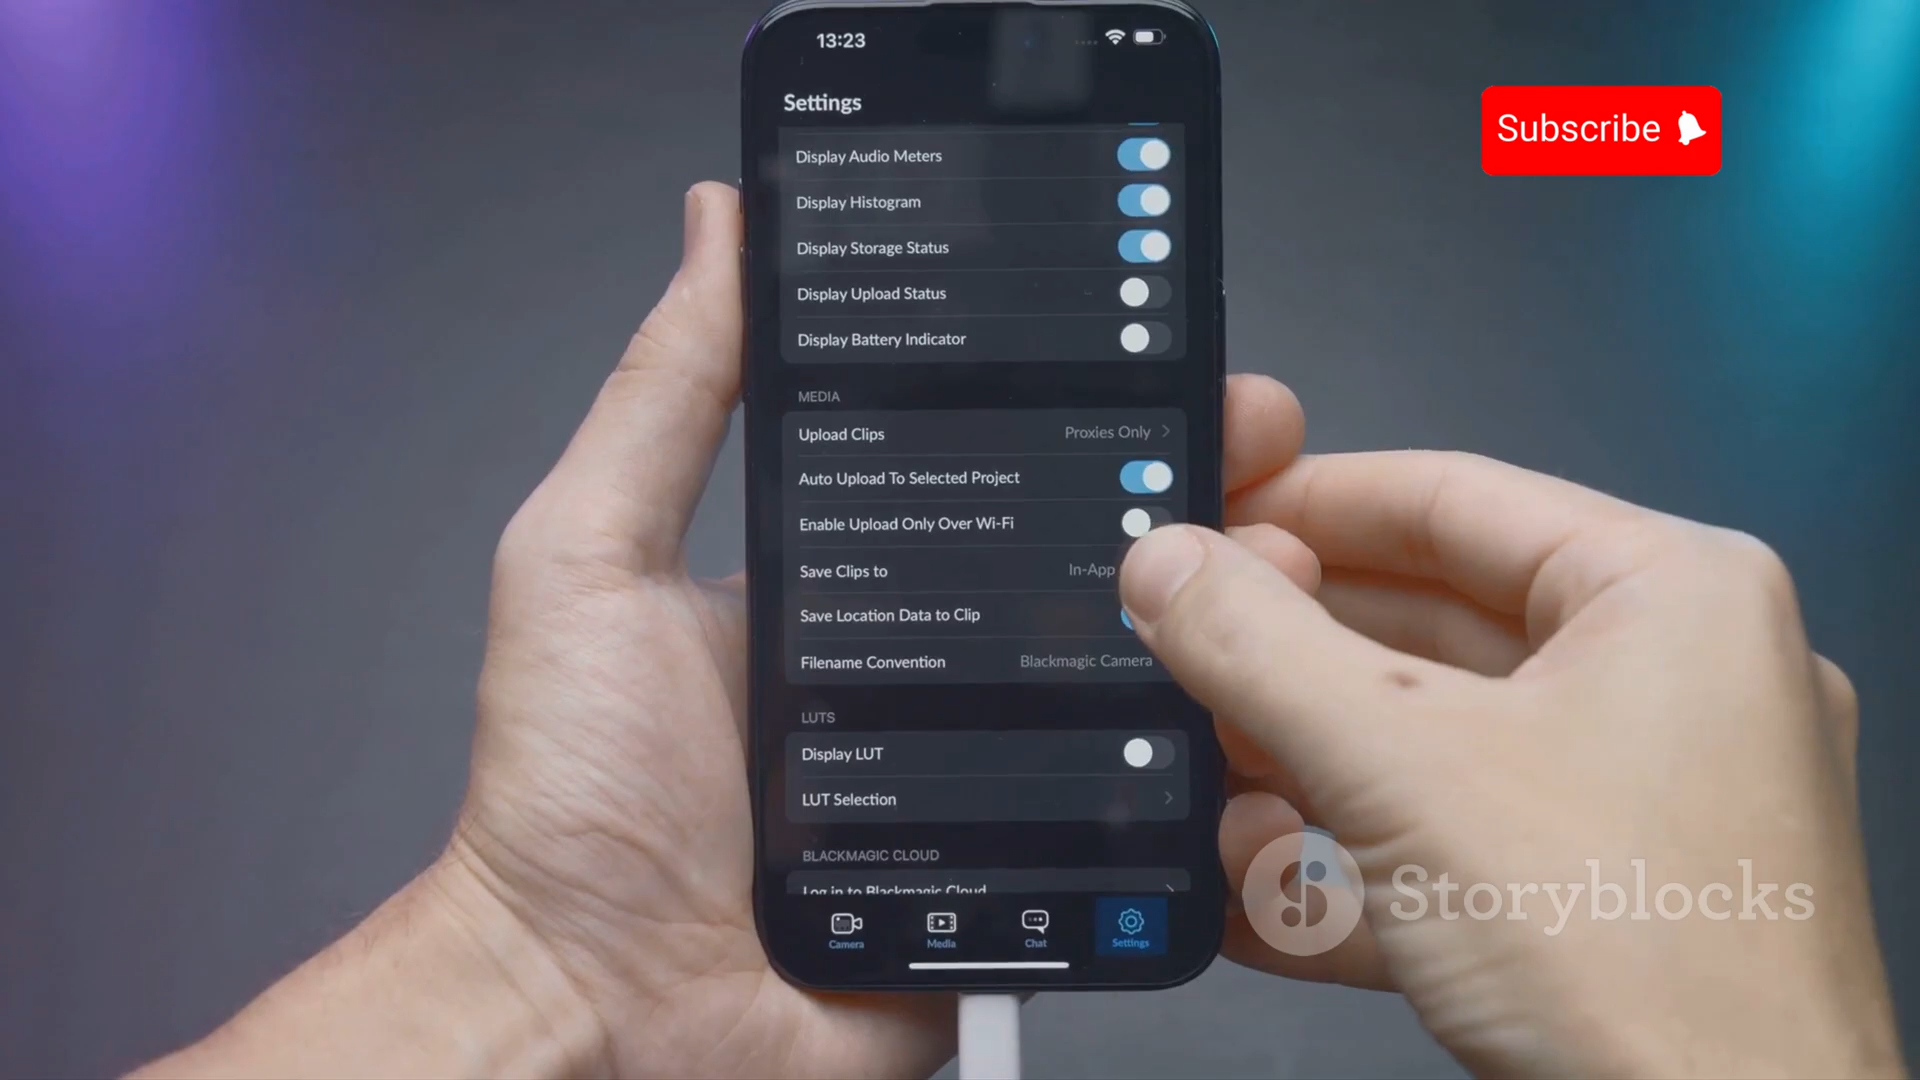 13:23
Settings
Subscribe
Display Audio Meters
Display Histogram
Display Storage Status
Display Upload Status
Display Battery Indicator
MEDIA
Upload Clips Proxies Only
Auto Upload To Selected Project
Enable Upload Only Over Wi-Fi
Save Clips to In-App
Save Location Data to Clip
Filename Convention Blackmagic Camera
LUTS
Display LUT
LUT Selection
BLACKMAGIC CLOUD
Log in to Blackmagic Cloud
Storyblocks
Camera Media Chat Settings